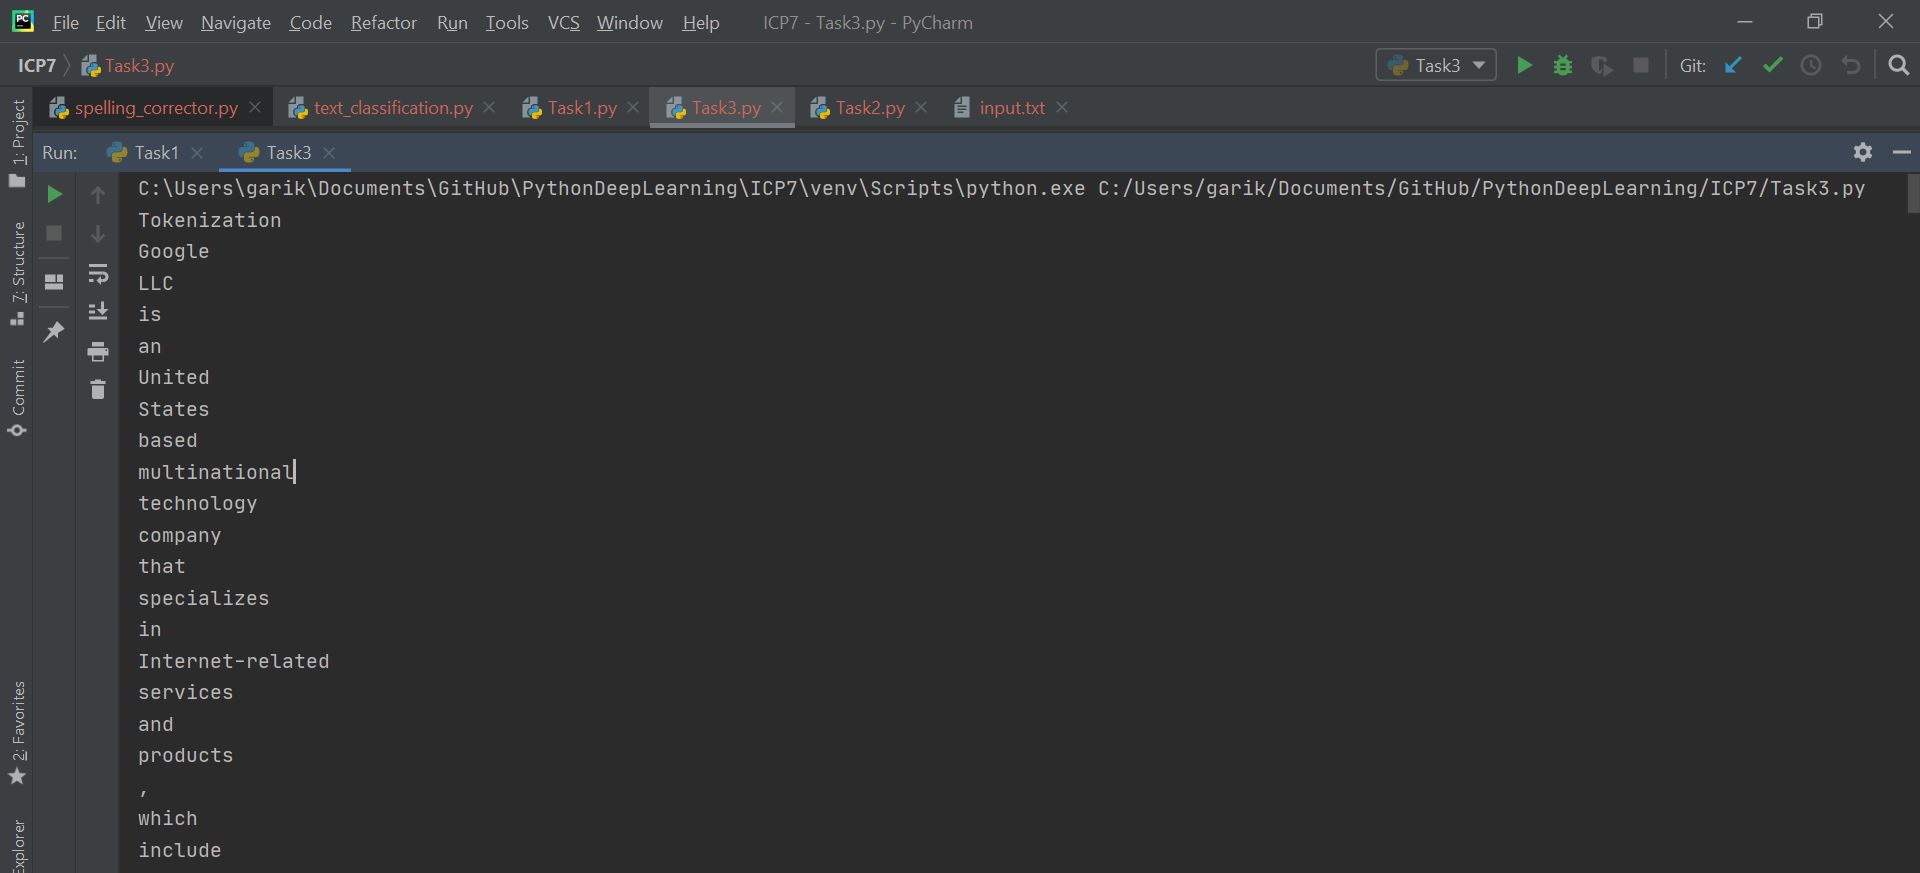 PC File Edit View Navigate Code Refactor Run Tools VCS Window Help ICP7 - Task3.py - PyCharm
ICP7 Task3.py Task3 Git:
spelling_corrector.py text_classification.py Task1.py Task3.py Task2.py input.txt
Run: Task1 Task3
1: Project
7: Structure
Commit
2: Favorites
Explorer
C:\Users\garik\Documents\GitHub\PythonDeepLearning\ICP7\venv\Scripts\python.exe C:/Users/garik/Documents/GitHub/PythonDeepLearning/ICP7/Task3.py
Tokenization
Google
LLC
is
an
United
States
based
multinational
technology
company
that
specializes
in
Internet-related
services
and
products
,
which
include